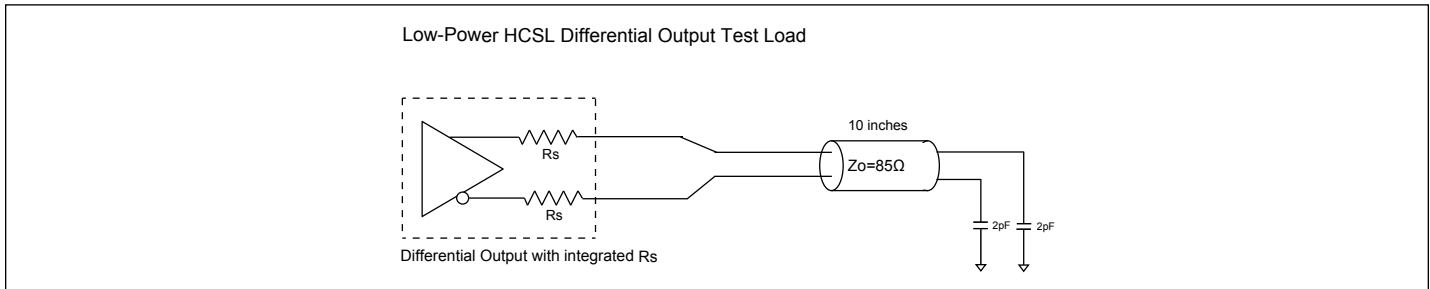 Low-Power HCSL Differential Output Test Load
10 inches
Rs
Zo=85Ω
Rs
2pF
2pF
Differential Output with integrated Rs